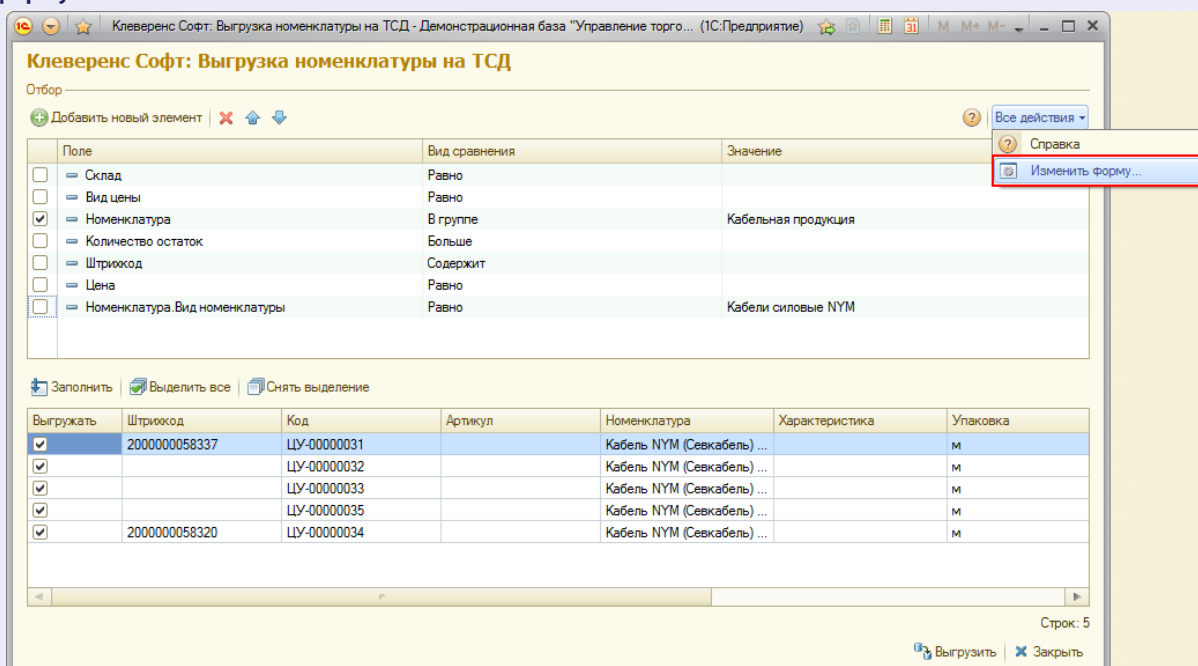 Клеверенс Софт: Выгрузка номенклатуры на ТСД - Демонстрационная база "Управление торго... (1С:Предприятие) 31 M M+ M-
Клеверенс Софт: Выгрузка номенклатуры на ТСД
Отбор
Добавить новый элемент Все действия
Справка
Изменить форму...
Поле Вид сравнения Значение
Склад Равно
Вид цены Равно
Номенклатура В группе Кабельная продукция
Количество остаток Больше
Штрихкод Содержит
Цена Равно
Номенклатура.Вид номенклатуры Равно Кабели силовые NYM
Заполнить Выделить все Снять выделение
Выгружать Штрихкод Код Артикул Номенклатура Характеристика Упаковка
2000000058337 ЦУ-00000031 Кабель NYM (Севкабель) ... м
ЦУ-00000032 Кабель NYM (Севкабель) ... м
ЦУ-00000033 Кабель NYM (Севкабель) ... м
ЦУ-00000035 Кабель NYM (Севкабель) ... м
2000000058320 ЦУ-00000034 Кабель NYM (Севкабель) ... м
Строк: 5
Выгрузить Закрыть